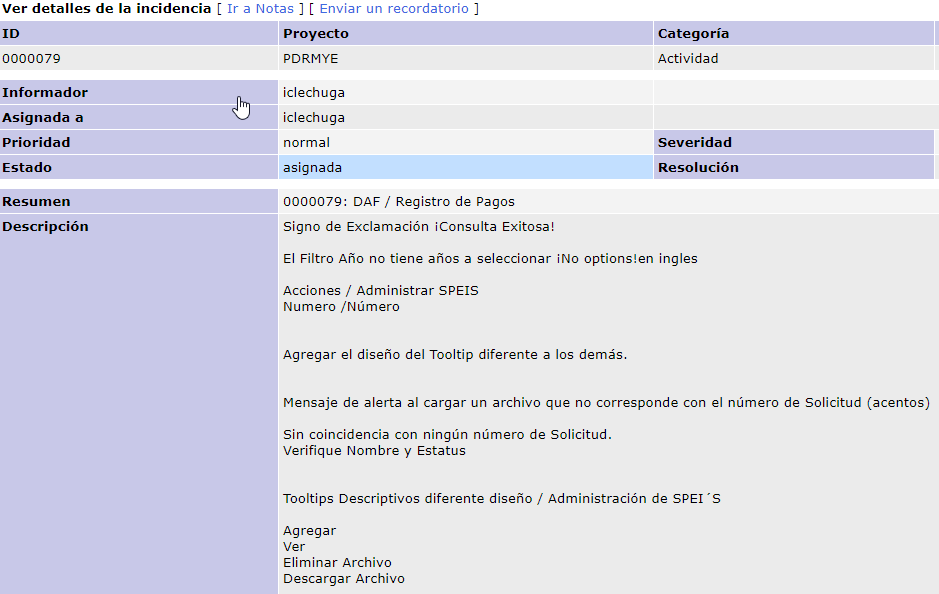 Ver detalles de la incidencia [ Ir a Notas ] [ Enviar un recordatorio ]
ID Proyecto Categoría
0000079 PDRMYE Actividad
Informador iclechuga
Asignada a iclechuga
Prioridad normal Severidad
Estado asignada Resolución
Resumen 0000079: DAF / Registro de Pagos
Descripción Signo de Exclamación ¡Consulta Exitosa!
El Filtro Año no tiene años a seleccionar ¡No options!en ingles
Acciones / Administrar SPEIS
Numero /Número
Agregar el diseño del Tooltip diferente a los demás.
Mensaje de alerta al cargar un archivo que no corresponde con el número de Solicitud (acentos)
Sin coincidencia con ningún número de Solicitud.
Verifique Nombre y Estatus
Tooltips Descriptivos diferente diseño / Administración de SPEI´S
Agregar
Ver
Eliminar Archivo
Descargar Archivo